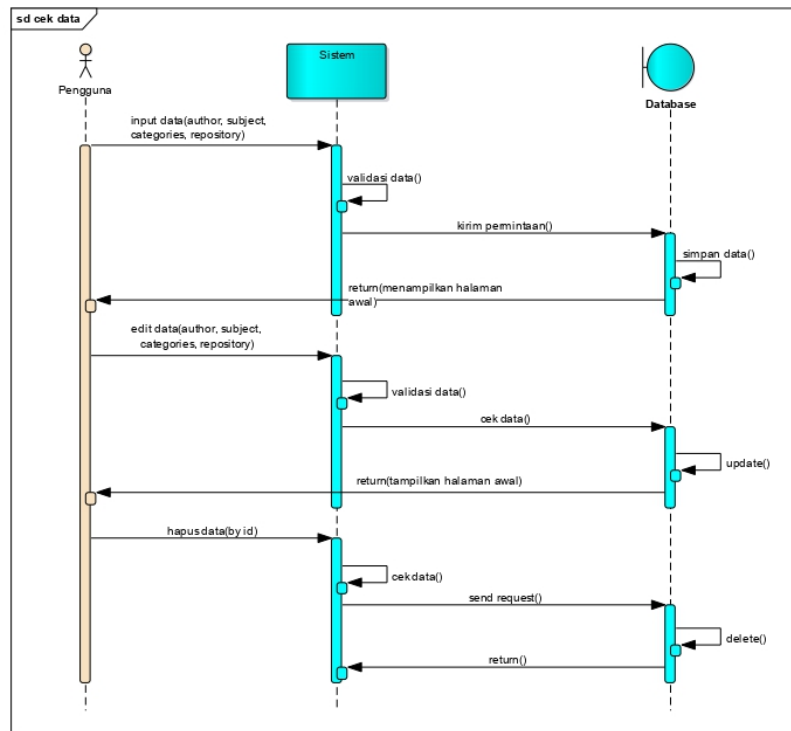 sd cek data
Pengguna
Sistem
Database
input data(author, subject,
categories, repository)
validasi data()
kirim permintaan()
simpan data()
return(menampilkan halaman
awal)
edit data(author, subject,
categories, repository)
validasi data()
cek data()
update()
return(tampilkan halaman awal)
hapus data(by id)
cek data()
send request()
delete()
return()